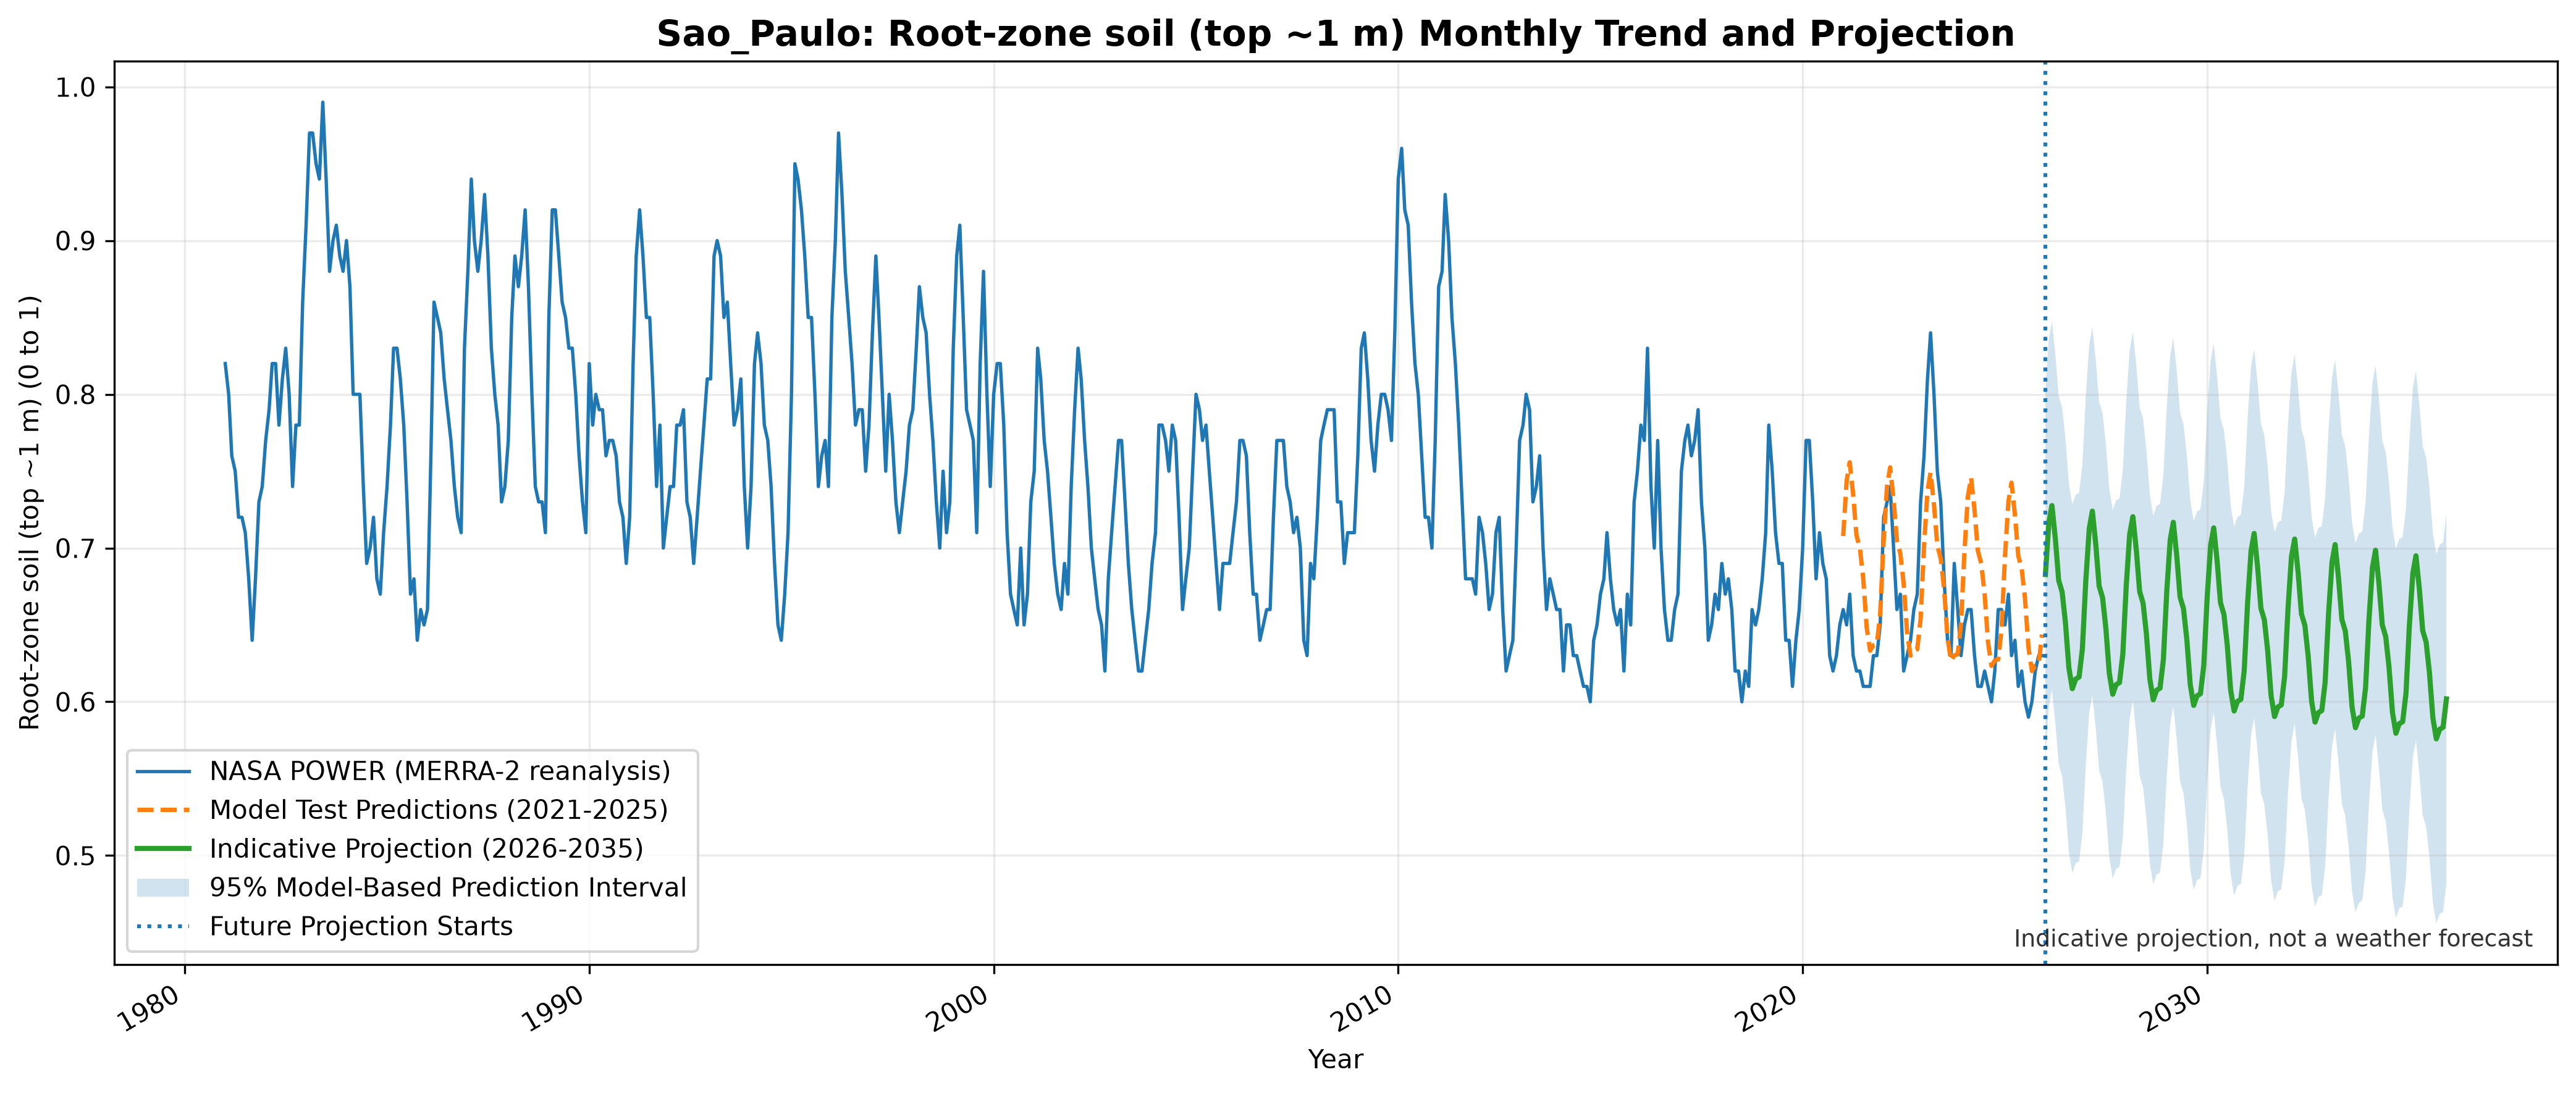 Sao_Paulo: Root-zone soil (top ~1 m) Monthly Trend and Projection
Root-zone soil (top ~1 m) (0 to 1)
1.0
0.9
0.8
0.7
0.6
0.5
NASA POWER (MERRA-2 reanalysis)
Model Test Predictions (2021-2025)
Indicative Projection (2026-2035)
95% Model-Based Prediction Interval
Future Projection Starts
Indicative projection, not a weather forecast
1980
1990
2000
2010
2020
2030
Year